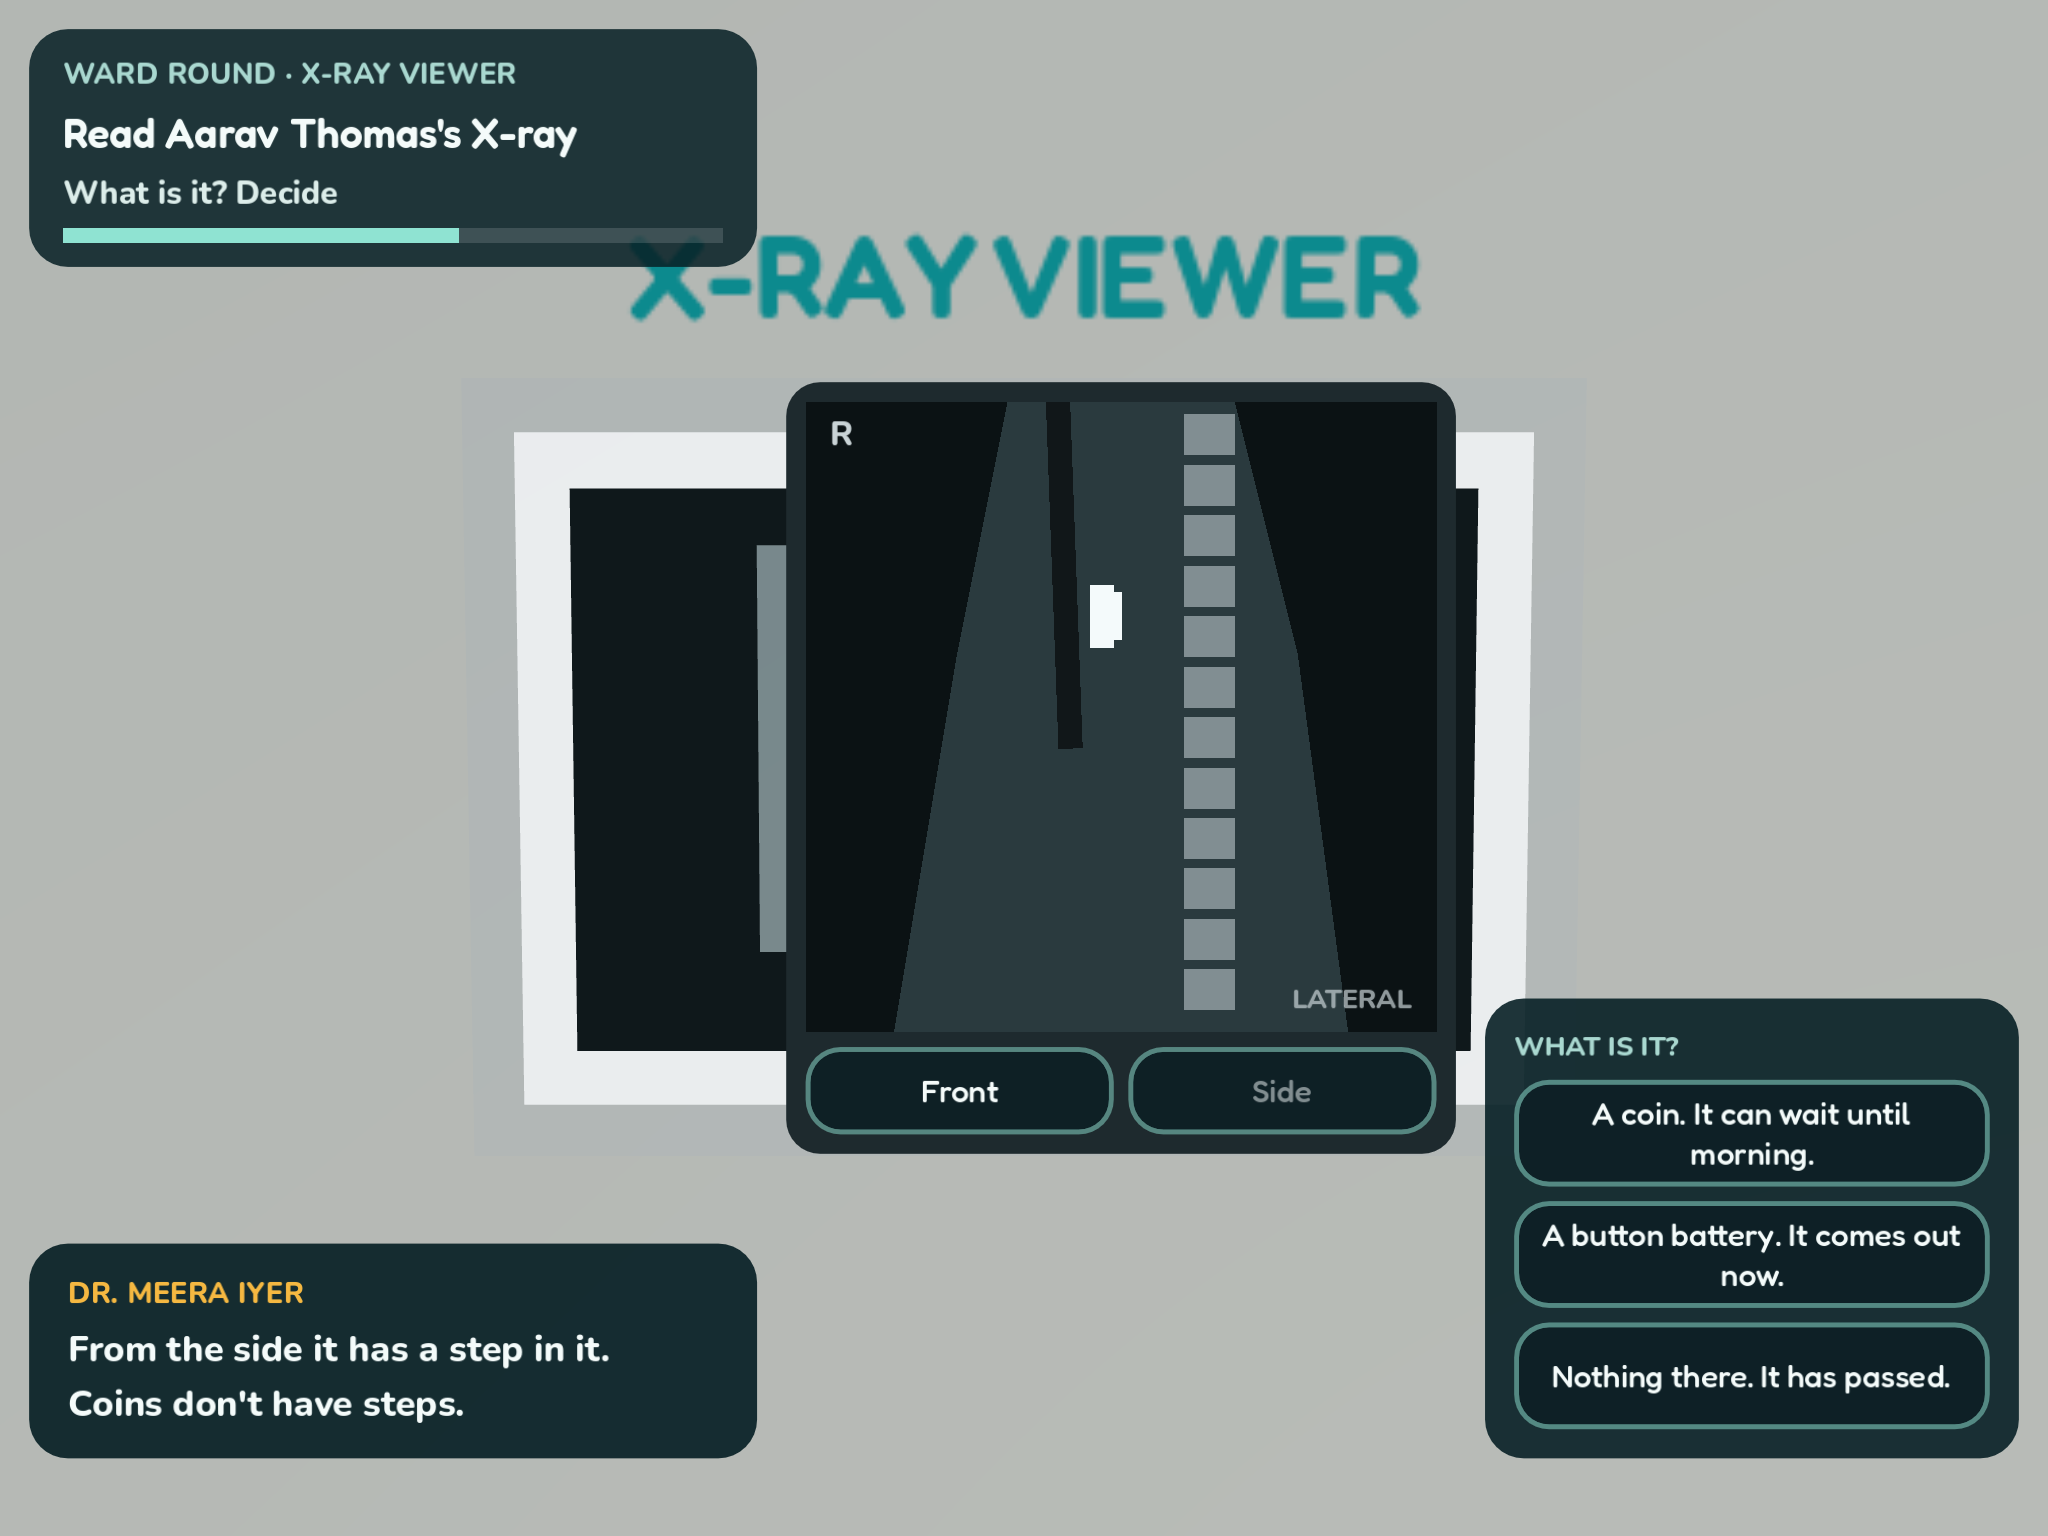 WARD ROUND · X-RAY VIEWER
Read Aarav Thomas's X-ray
What is it? Decide
X-RAY VIEWER
R
LATERAL
Front
Side
WHAT IS IT?
A coin. It can wait until
morning.
A button battery. It comes out
now.
Nothing there. It has passed.
DR. MEERA IYER
From the side it has a step in it.
Coins don't have steps.